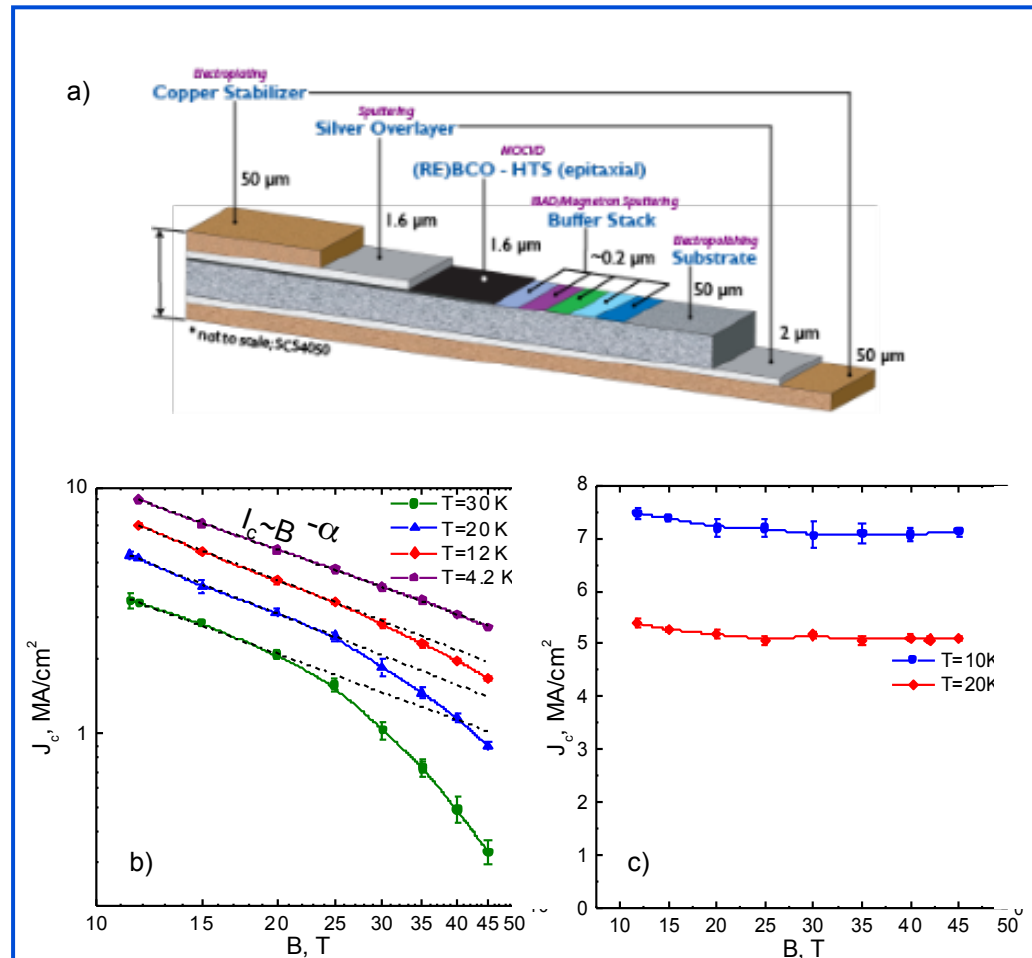 a)
Electroplating
Copper Stabilizer
Sputtering
Silver Overlayer
MOCVD
(RE)BCO - HTS (epitaxial)
IBAD/Magnetron Sputtering
Buffer Stack
Electropolishing
Substrate
50 μm
1.6 μm
1.6 μm
~0.2 μm
50 μm
2 μm
50 μm
* not to scale; SCS4050
10
1
J_c, MA/cm²
I_c~B^-α
T=30 K
T=20 K
T=12 K
T=4.2 K
b)
10 15 20 25 30 35 40 45 50
B, T
8
7
6
5
4
3
2
1
0
J_c, MA/cm²
T=10K
T=20K
c)
10 15 20 25 30 35 40 45 50
B, T